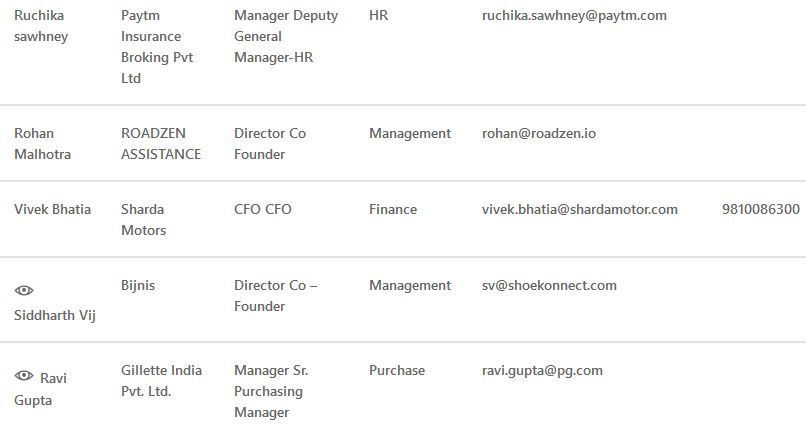 Ruchika sawhney Paytm Insurance Broking Pvt Ltd Manager Deputy General Manager-HR HR ruchika.sawhney@paytm.com
Rohan Malhotra ROADZEN ASSISTANCE Director Co Founder Management rohan@roadzen.io
Vivek Bhatia Sharda Motors CFO CFO Finance vivek.bhatia@shardamotor.com 9810086300
Siddharth Vij Bijnis Director Co – Founder Management sv@shoekonnect.com
Ravi Gupta Gillette India Pvt. Ltd. Manager Sr. Purchasing Manager Purchase ravi.gupta@pg.com